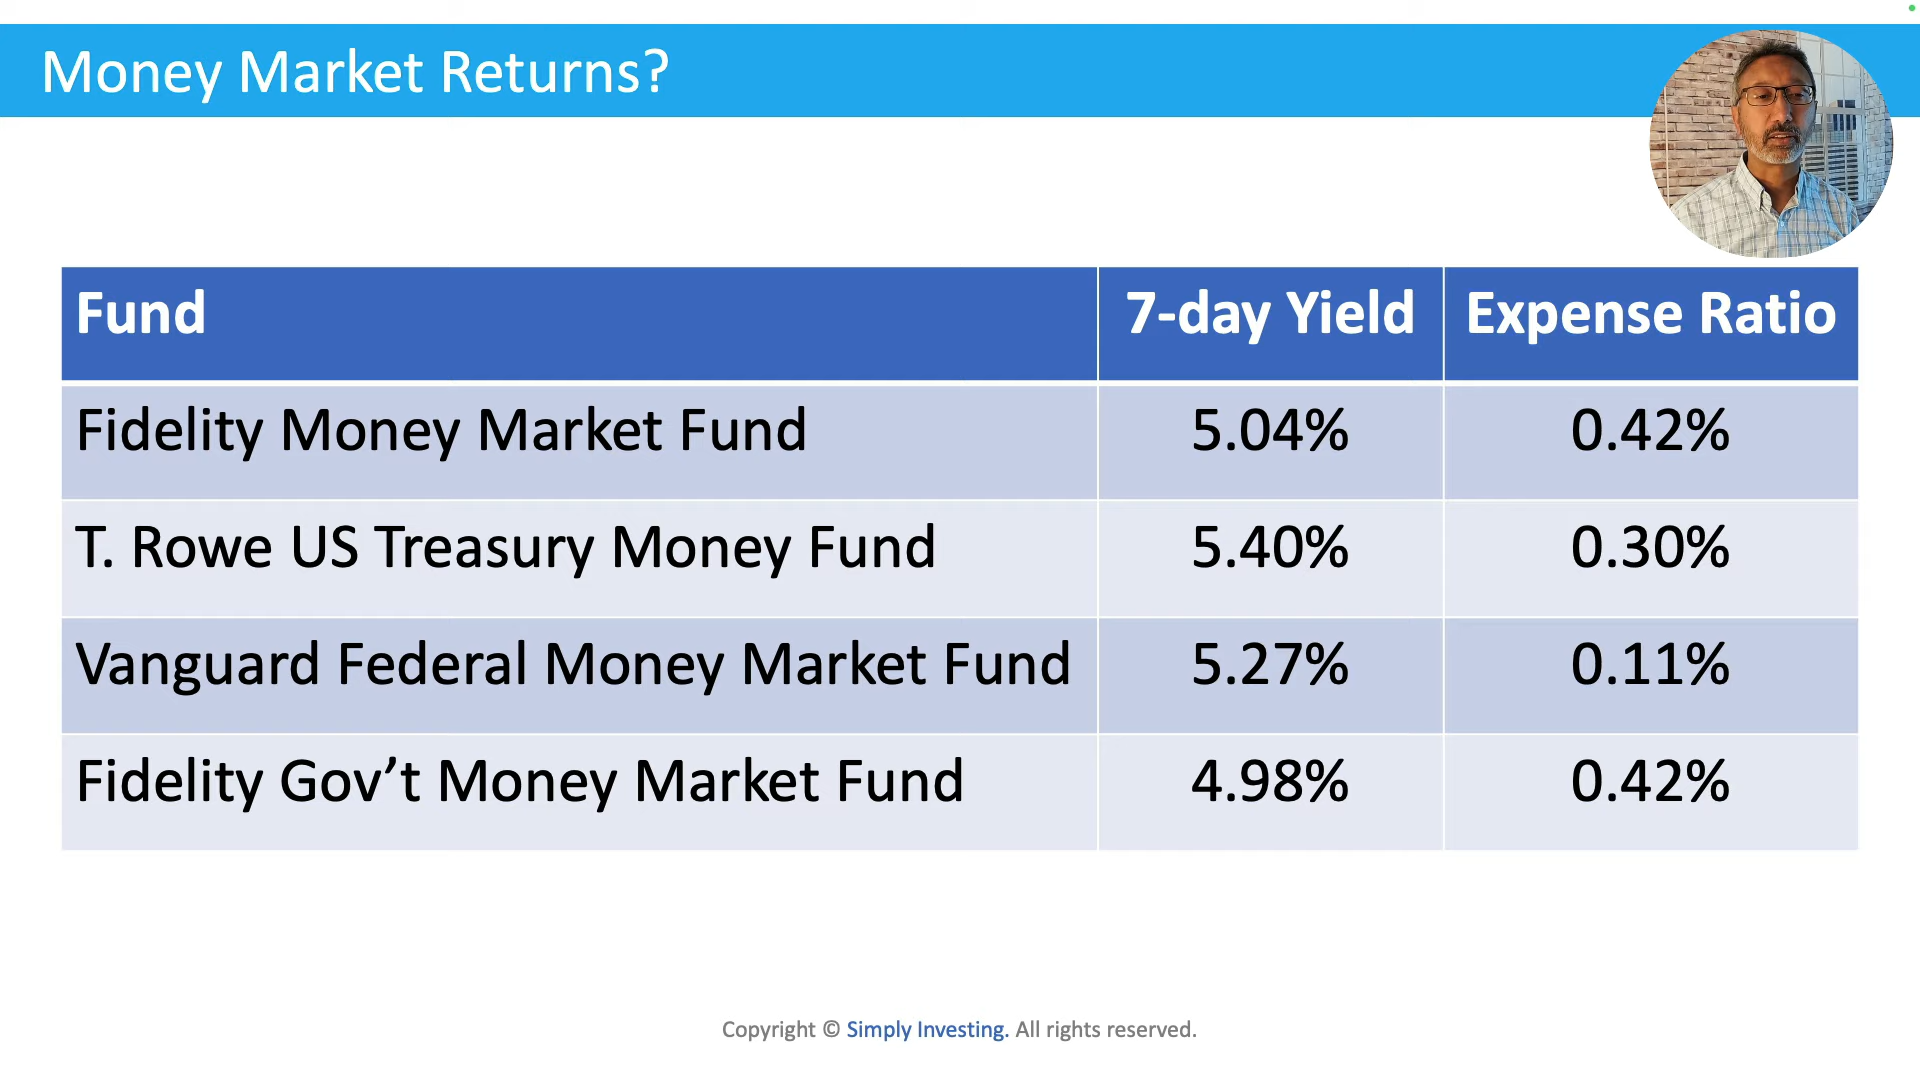 Money Market Returns?
Fund 7-day Yield Expense Ratio
Fidelity Money Market Fund 5.04% 0.42%
T. Rowe US Treasury Money Fund 5.40% 0.30%
Vanguard Federal Money Market Fund 5.27% 0.11%
Fidelity Gov’t Money Market Fund 4.98% 0.42%
Copyright © Simply Investing. All rights reserved.